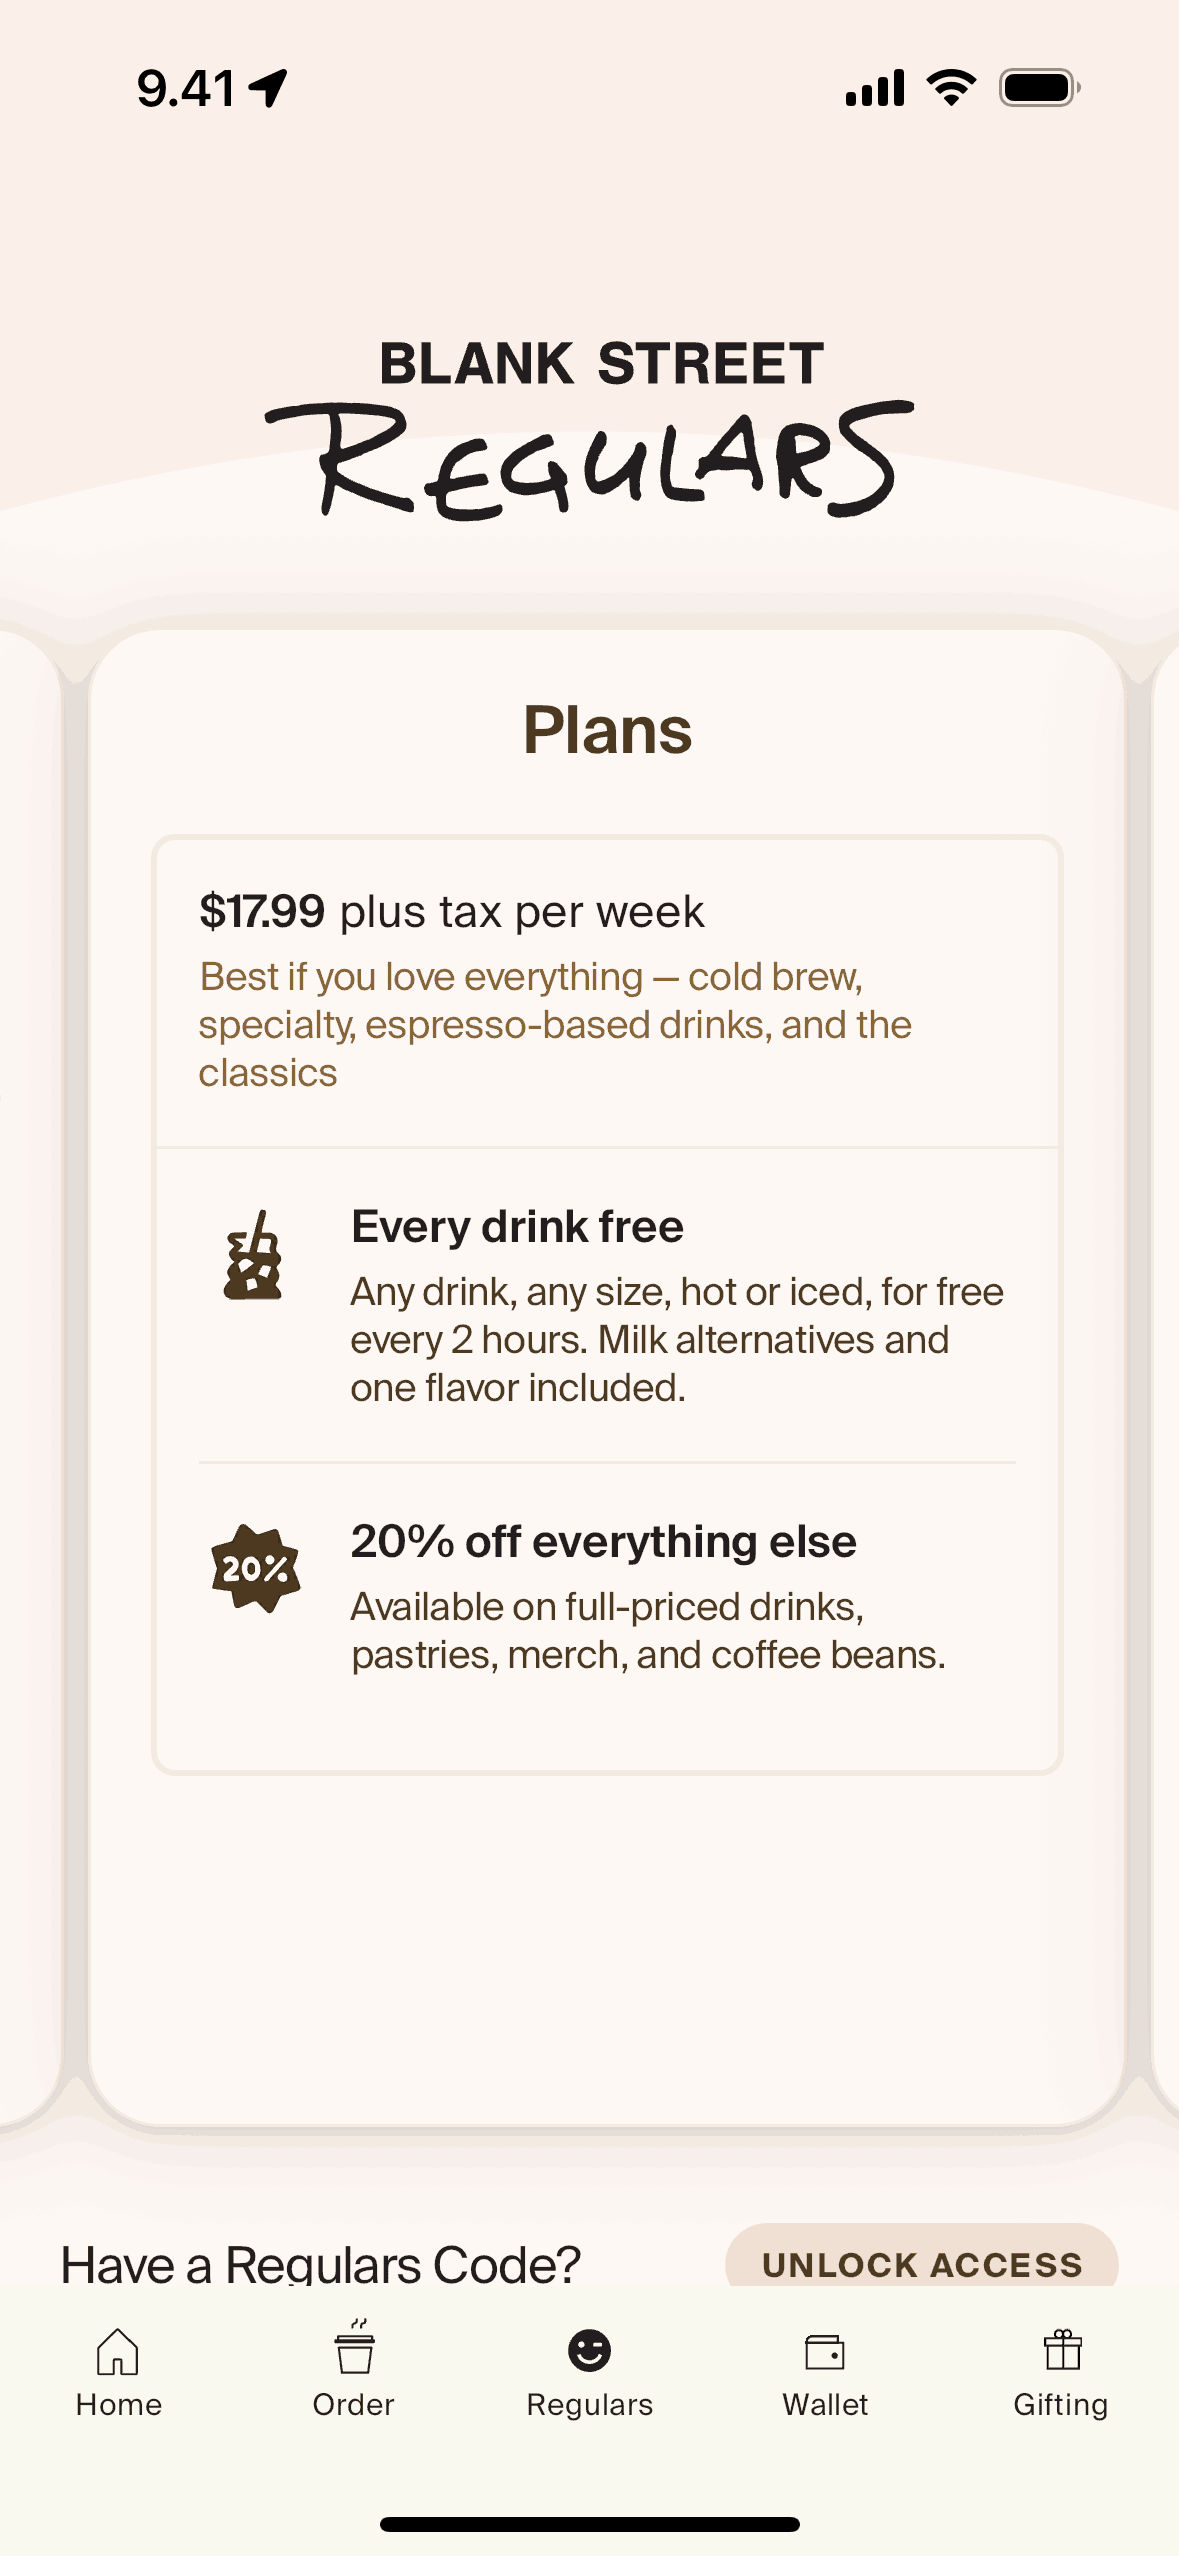 9.41
BLANK STREET
REGULARS
Plans
$17.99 plus tax per week
Best if you love everything — cold brew,
specialty, espresso-based drinks, and the
classics
Every drink free
Any drink, any size, hot or iced, for free
every 2 hours. Milk alternatives and
one flavor included.
20%
20% off everything else
Available on full-priced drinks,
pastries, merch, and coffee beans.
Have a Regulars Code?
UNLOCK ACCESS
Home
Order
Regulars
Wallet
Gifting